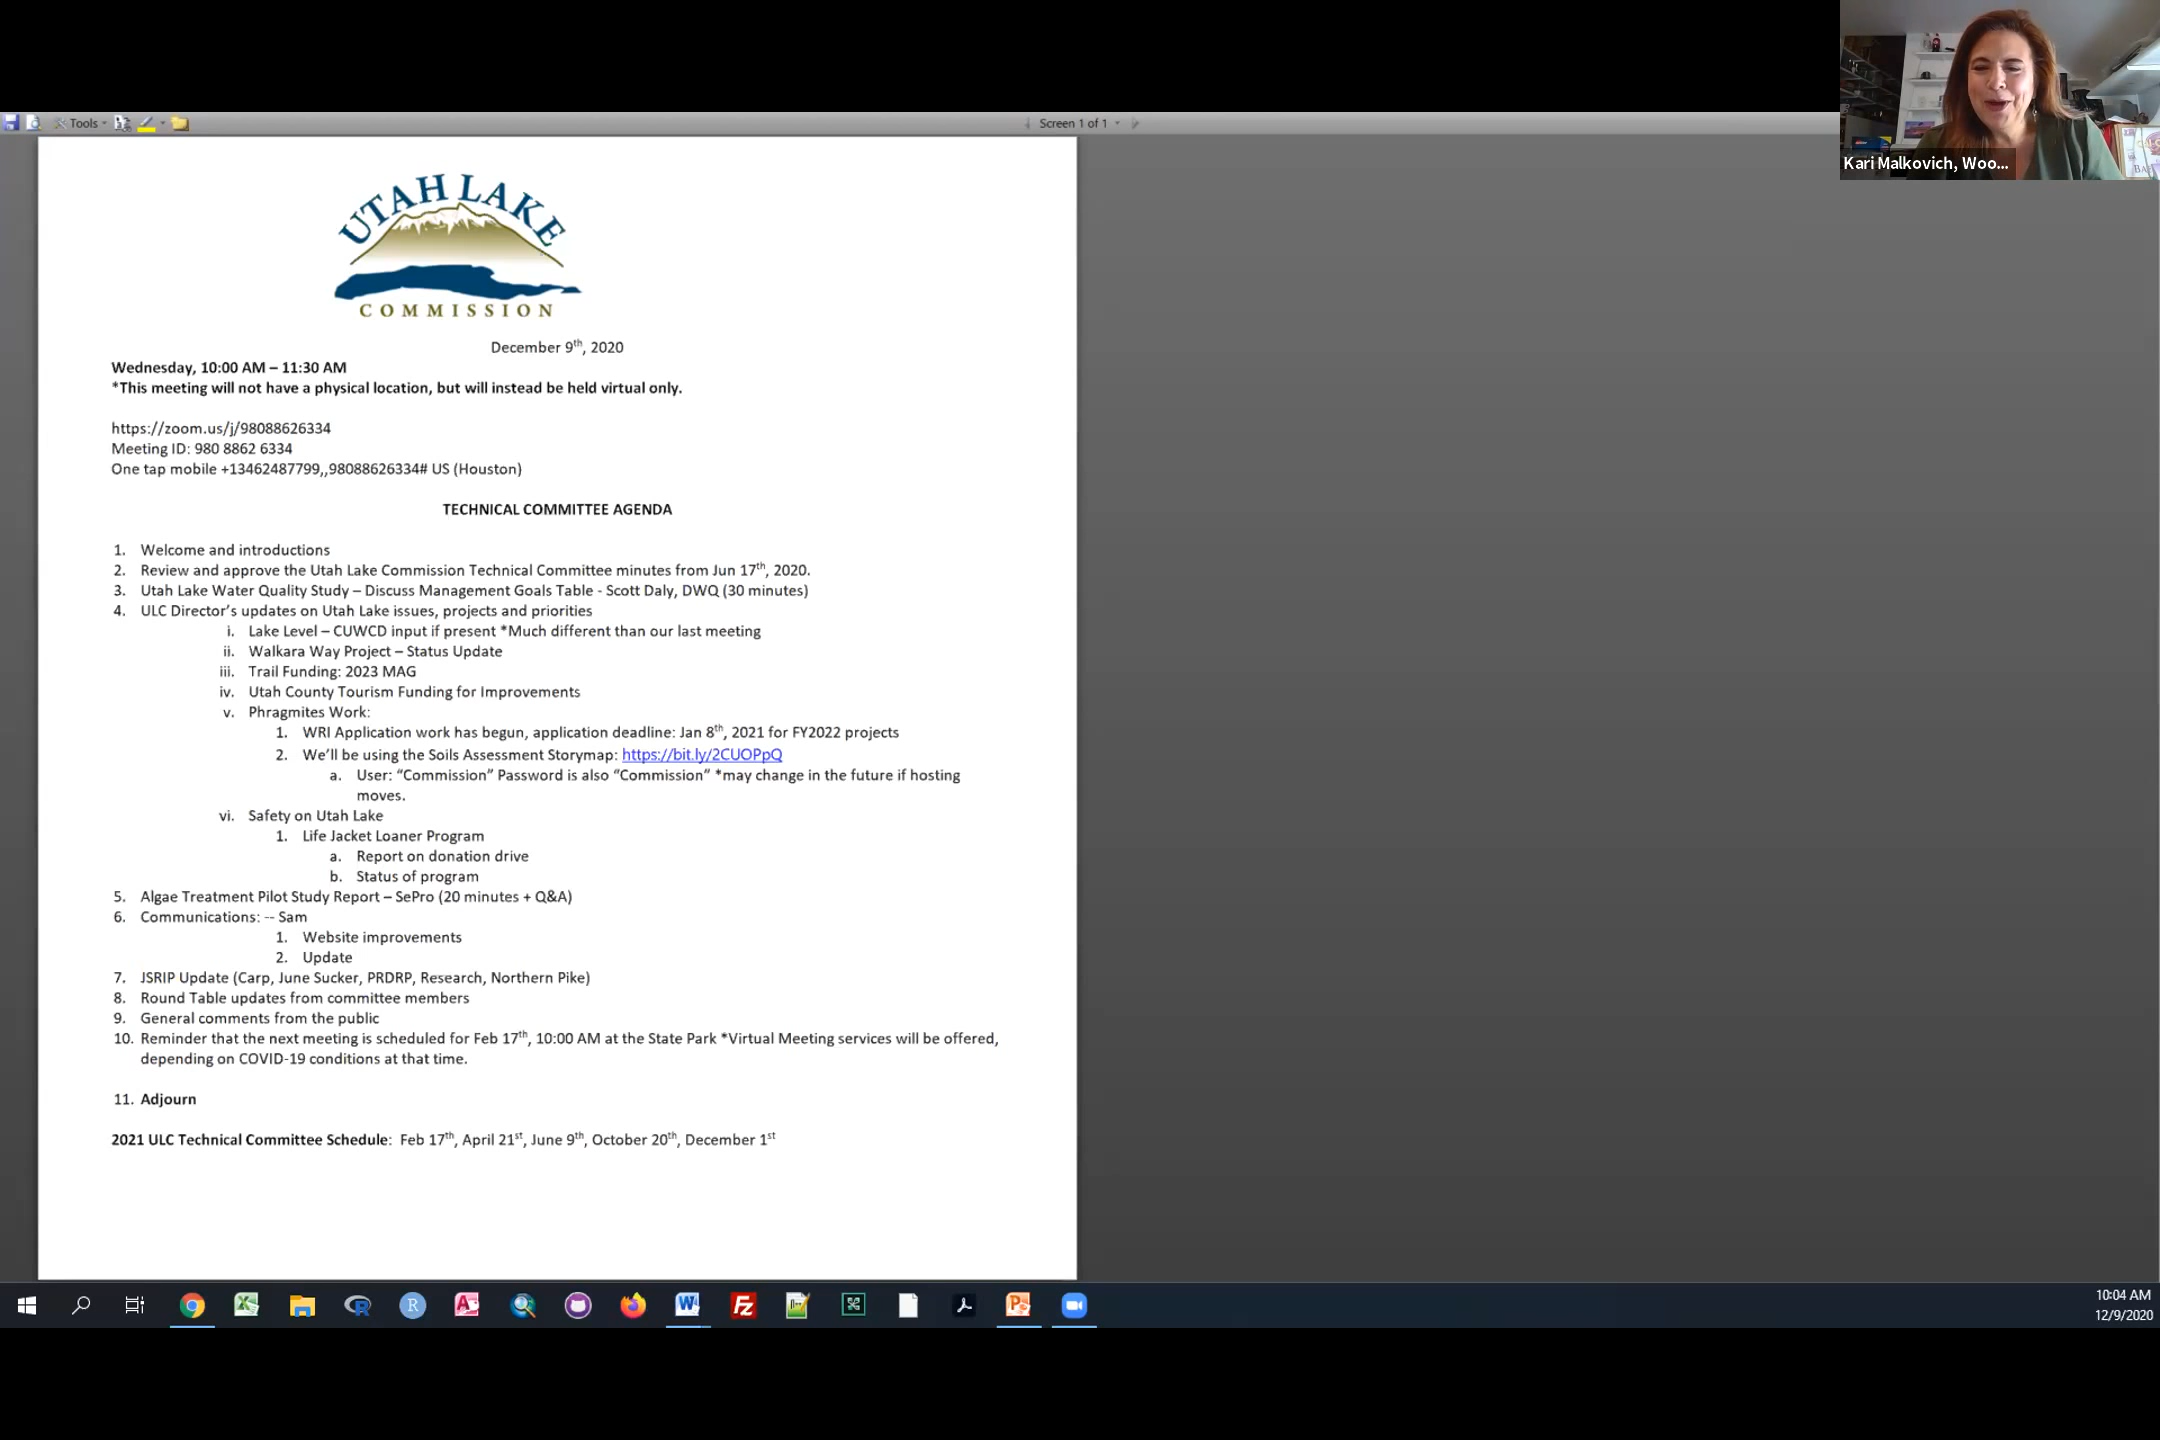 Tools
Screen 1 of 1
Kari Malkovich, Woo...
UTAH LAKE
COMMISSION
December 9th, 2020
Wednesday, 10:00 AM – 11:30 AM
*This meeting will not have a physical location, but will instead be held virtual only.
https://zoom.us/j/98088626334
Meeting ID: 980 8862 6334
One tap mobile +13462487799,,98088626334# US (Houston)
TECHNICAL COMMITTEE AGENDA
1. Welcome and introductions
2. Review and approve the Utah Lake Commission Technical Committee minutes from Jun 17th, 2020.
3. Utah Lake Water Quality Study – Discuss Management Goals Table - Scott Daly, DWQ (30 minutes)
4. ULC Director’s updates on Utah Lake issues, projects and priorities
i. Lake Level – CUWCD input if present *Much different than our last meeting
ii. Walkara Way Project – Status Update
iii. Trail Funding: 2023 MAG
iv. Utah County Tourism Funding for Improvements
v. Phragmites Work:
1. WRI Application work has begun, application deadline: Jan 8th, 2021 for FY2022 projects
2. We’ll be using the Soils Assessment Storymap: https://bit.ly/2CUOPpQ
a. User: “Commission” Password is also “Commission” *may change in the future if hosting
moves.
vi. Safety on Utah Lake
1. Life Jacket Loaner Program
a. Report on donation drive
b. Status of program
5. Algae Treatment Pilot Study Report – SePro (20 minutes + Q&A)
6. Communications: -- Sam
1. Website improvements
2. Update
7. JSRIP Update (Carp, June Sucker, PRDRP, Research, Northern Pike)
8. Round Table updates from committee members
9. General comments from the public
10. Reminder that the next meeting is scheduled for Feb 17th, 10:00 AM at the State Park *Virtual Meeting services will be offered,
depending on COVID-19 conditions at that time.
11. Adjourn
2021 ULC Technical Committee Schedule: Feb 17th, April 21st, June 9th, October 20th, December 1st
10:04 AM
12/9/2020